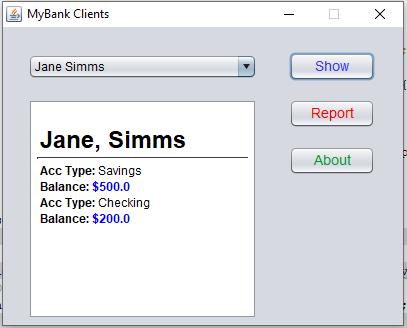 MyBank Clients
Jane Simms
Show
Report
About
Jane, Simms
Acc Type: Savings
Balance: $500.0
Acc Type: Checking
Balance: $200.0